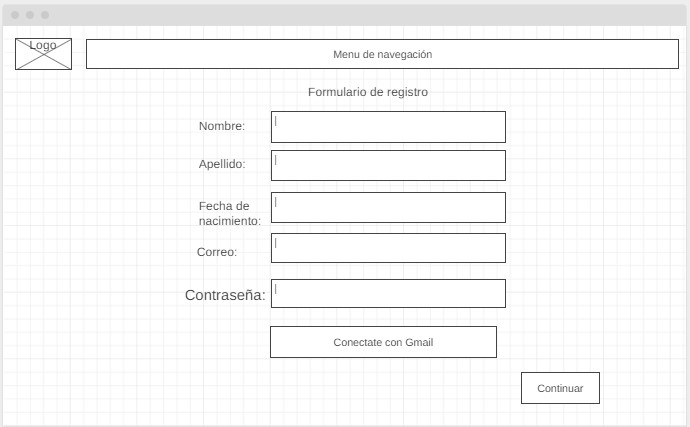 Logo
Menu de navegación
Formulario de registro
Nombre:
Apellido:
Fecha de
nacimiento:
Correo:
Contraseña:
Conectate con Gmail
Continuar